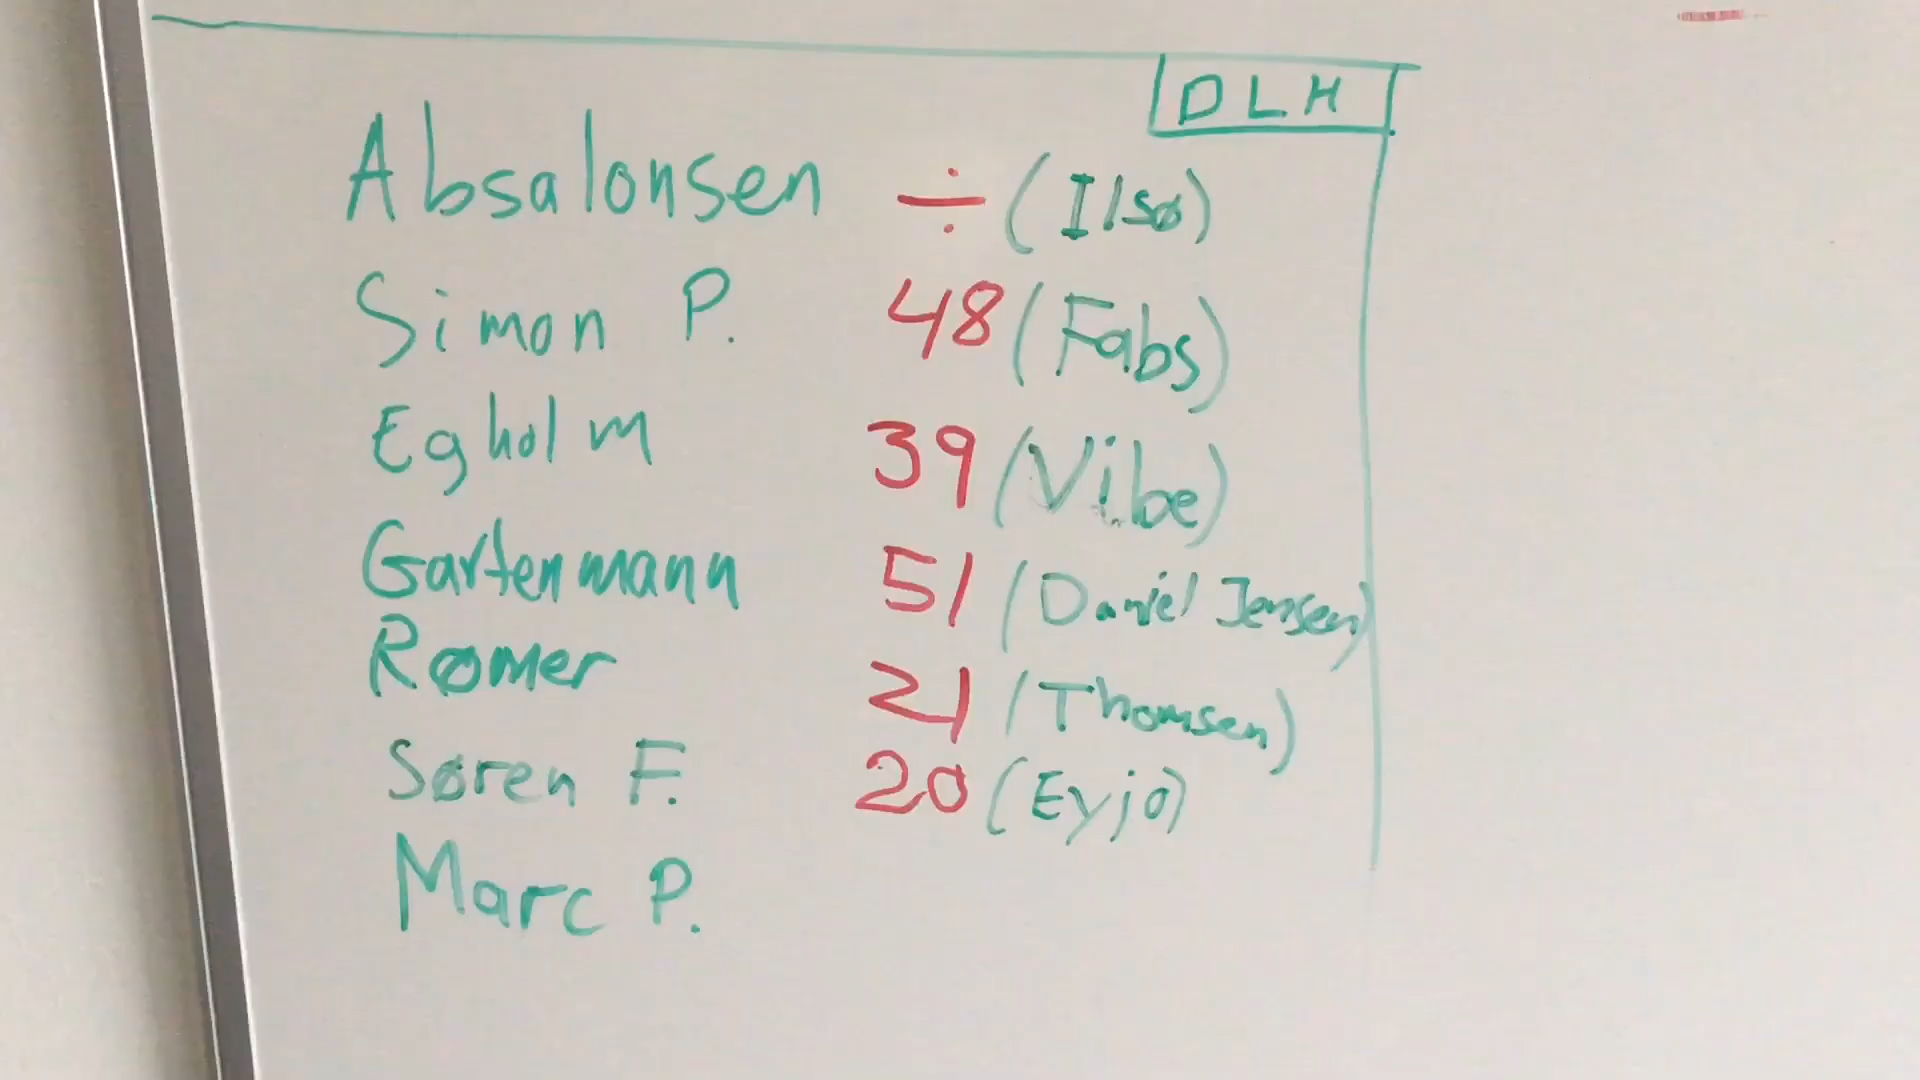 DLH
Absalonsen ÷ (Ilsø)
Simon P. 48 (Fabs)
Egholm 39 (Vibe)
Gartenmann 51 (Daniel Jensen)
Rømer 21 (Thomsen)
Søren F. 20 (Eyjo)
Marc P.